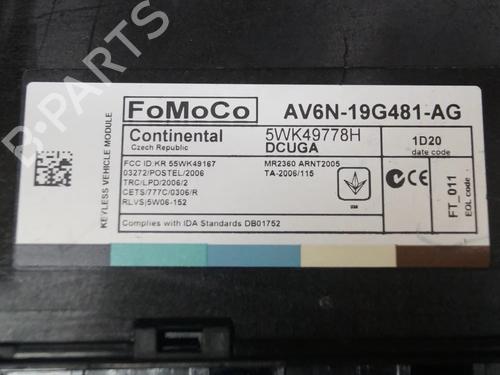 FoMoCo
AV6N-19G481-AG
KEYLESS VEHICLE MODULE
Continental
Czech Republic
5WK49778H
DCUGA
1D20
date code
FCC ID:KR 55WK49167
03272/POSTEL/2006
TRC/LPD/2006/2
CETS/777C/0306/R
RLVS|5W06-152
MR2360 ARNT2005
TA-2006/115
CE
FT_011
EOL code:
Complies with IDA Standards DB01752
B-PARTS